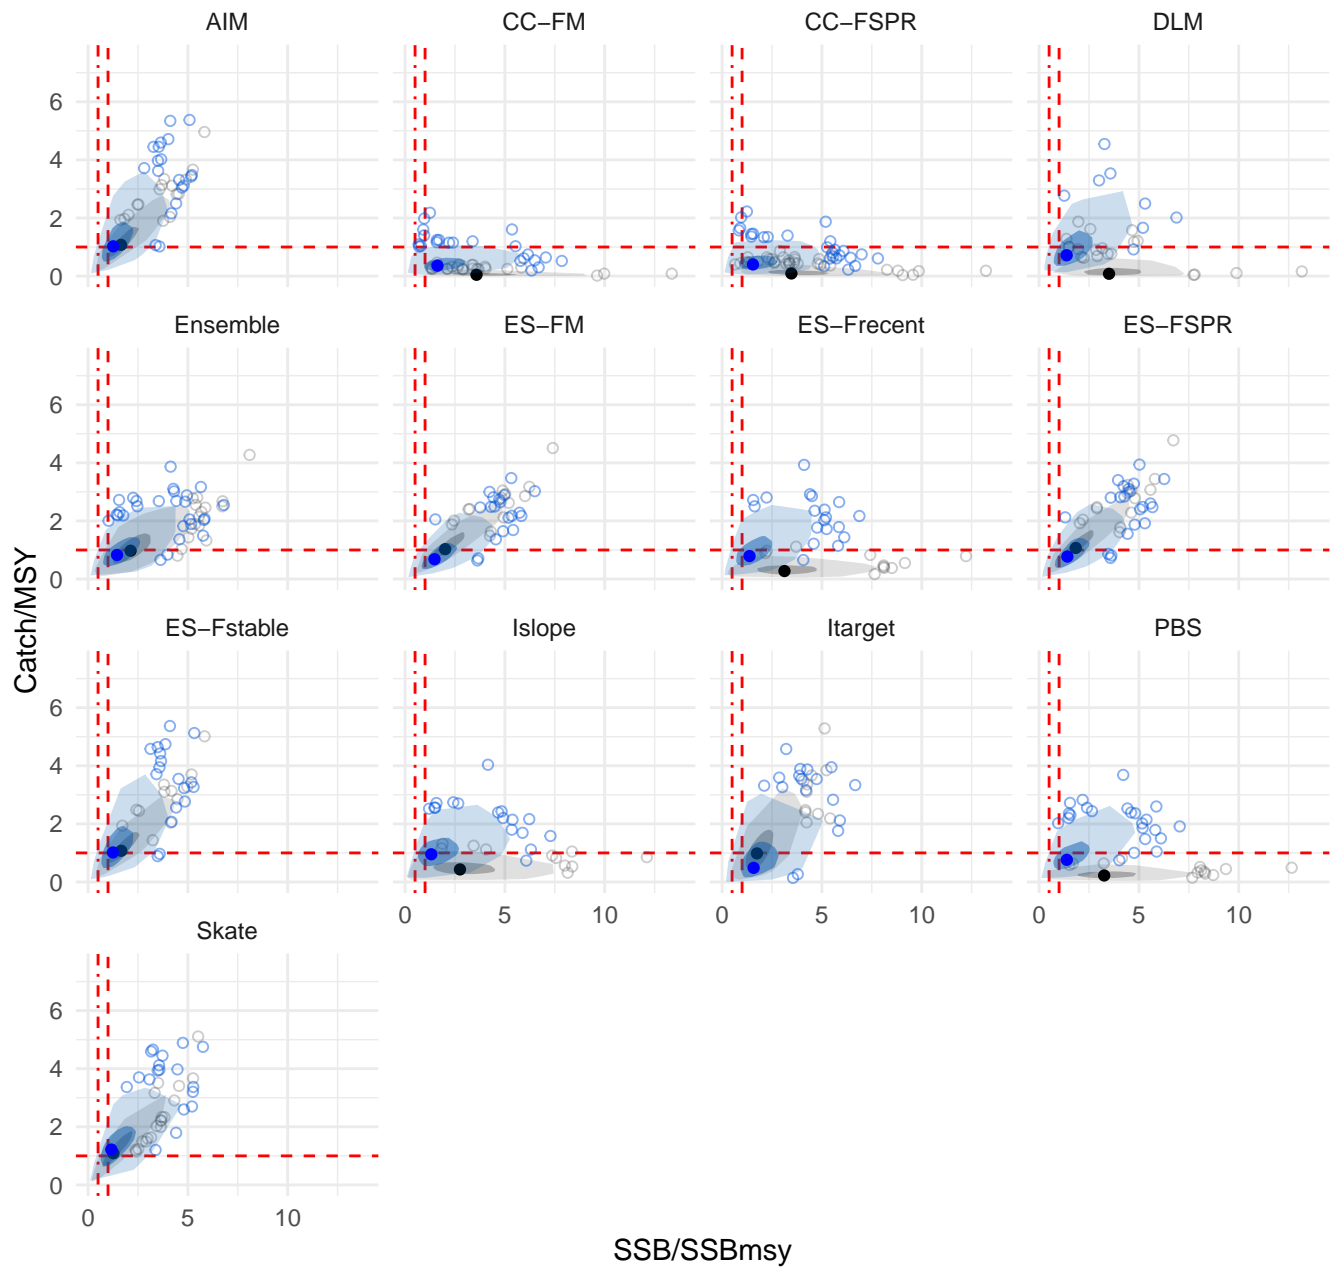 AIM CC−FM CC−FSPR DLM
6
4
2
0
Ensemble ES−FM ES−Frecent ES−FSPR
6
4
2
0
Catch/MSY
ES−Fstable Islope Itarget PBS
6
4
2
0
0 5 10 0 5 10 0 5 10
Skate
6
4
2
0
0 5 10
SSB/SSBmsy